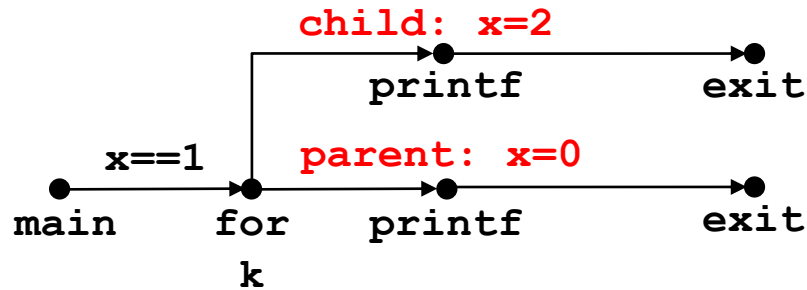 child: x=2
printf exit
x==1 parent: x=0
main for printf exit
k